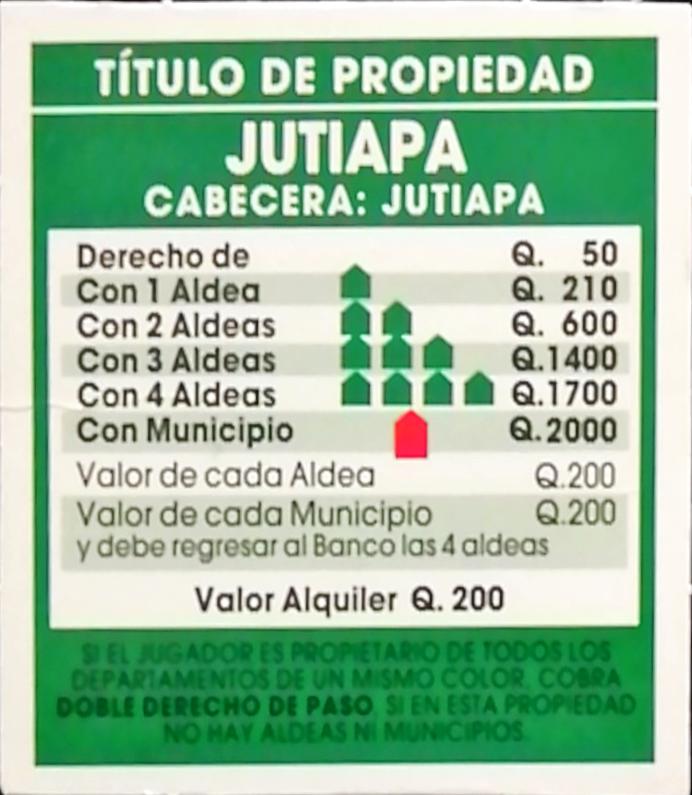 TÍTULO DE PROPIEDAD
JUTIAPA
CABECERA: JUTIAPA
Derecho de Q. 50
Con 1 Aldea Q. 210
Con 2 Aldeas Q. 600
Con 3 Aldeas Q.1400
Con 4 Aldeas Q.1700
Con Municipio Q.2000
Valor de cada Aldea Q.200
Valor de cada Municipio Q.200
y debe regresar al Banco las 4 aldeas
Valor Alquiler Q. 200
SI EL JUGADOR ES PROPIETARIO DE TODOS LOS
DEPARTAMENTOS DE UN MISMO COLOR, COBRA
DOBLE DERECHO DE PASO, SI EN ESTA PROPIEDAD
NO HAY ALDEAS NI MUNICIPIOS.